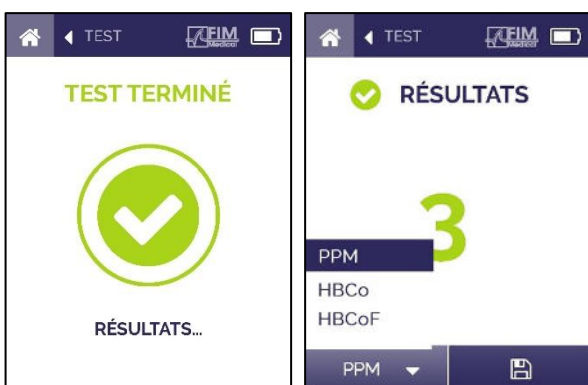 TEST
FIM
Medical
TEST TERMINÉ
RÉSULTATS...
TEST
FIM
Medical
RÉSULTATS
3
PPM
HBCo
HBCoF
PPM